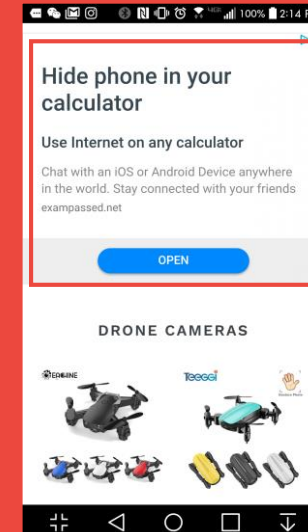 100% 2:14 P
Hide phone in your
calculator
Use Internet on any calculator
Chat with an iOS or Android Device anywhere
in the world. Stay connected with your friends
exampassed.net
OPEN
DRONE CAMERAS
EACHINE
Teeggi